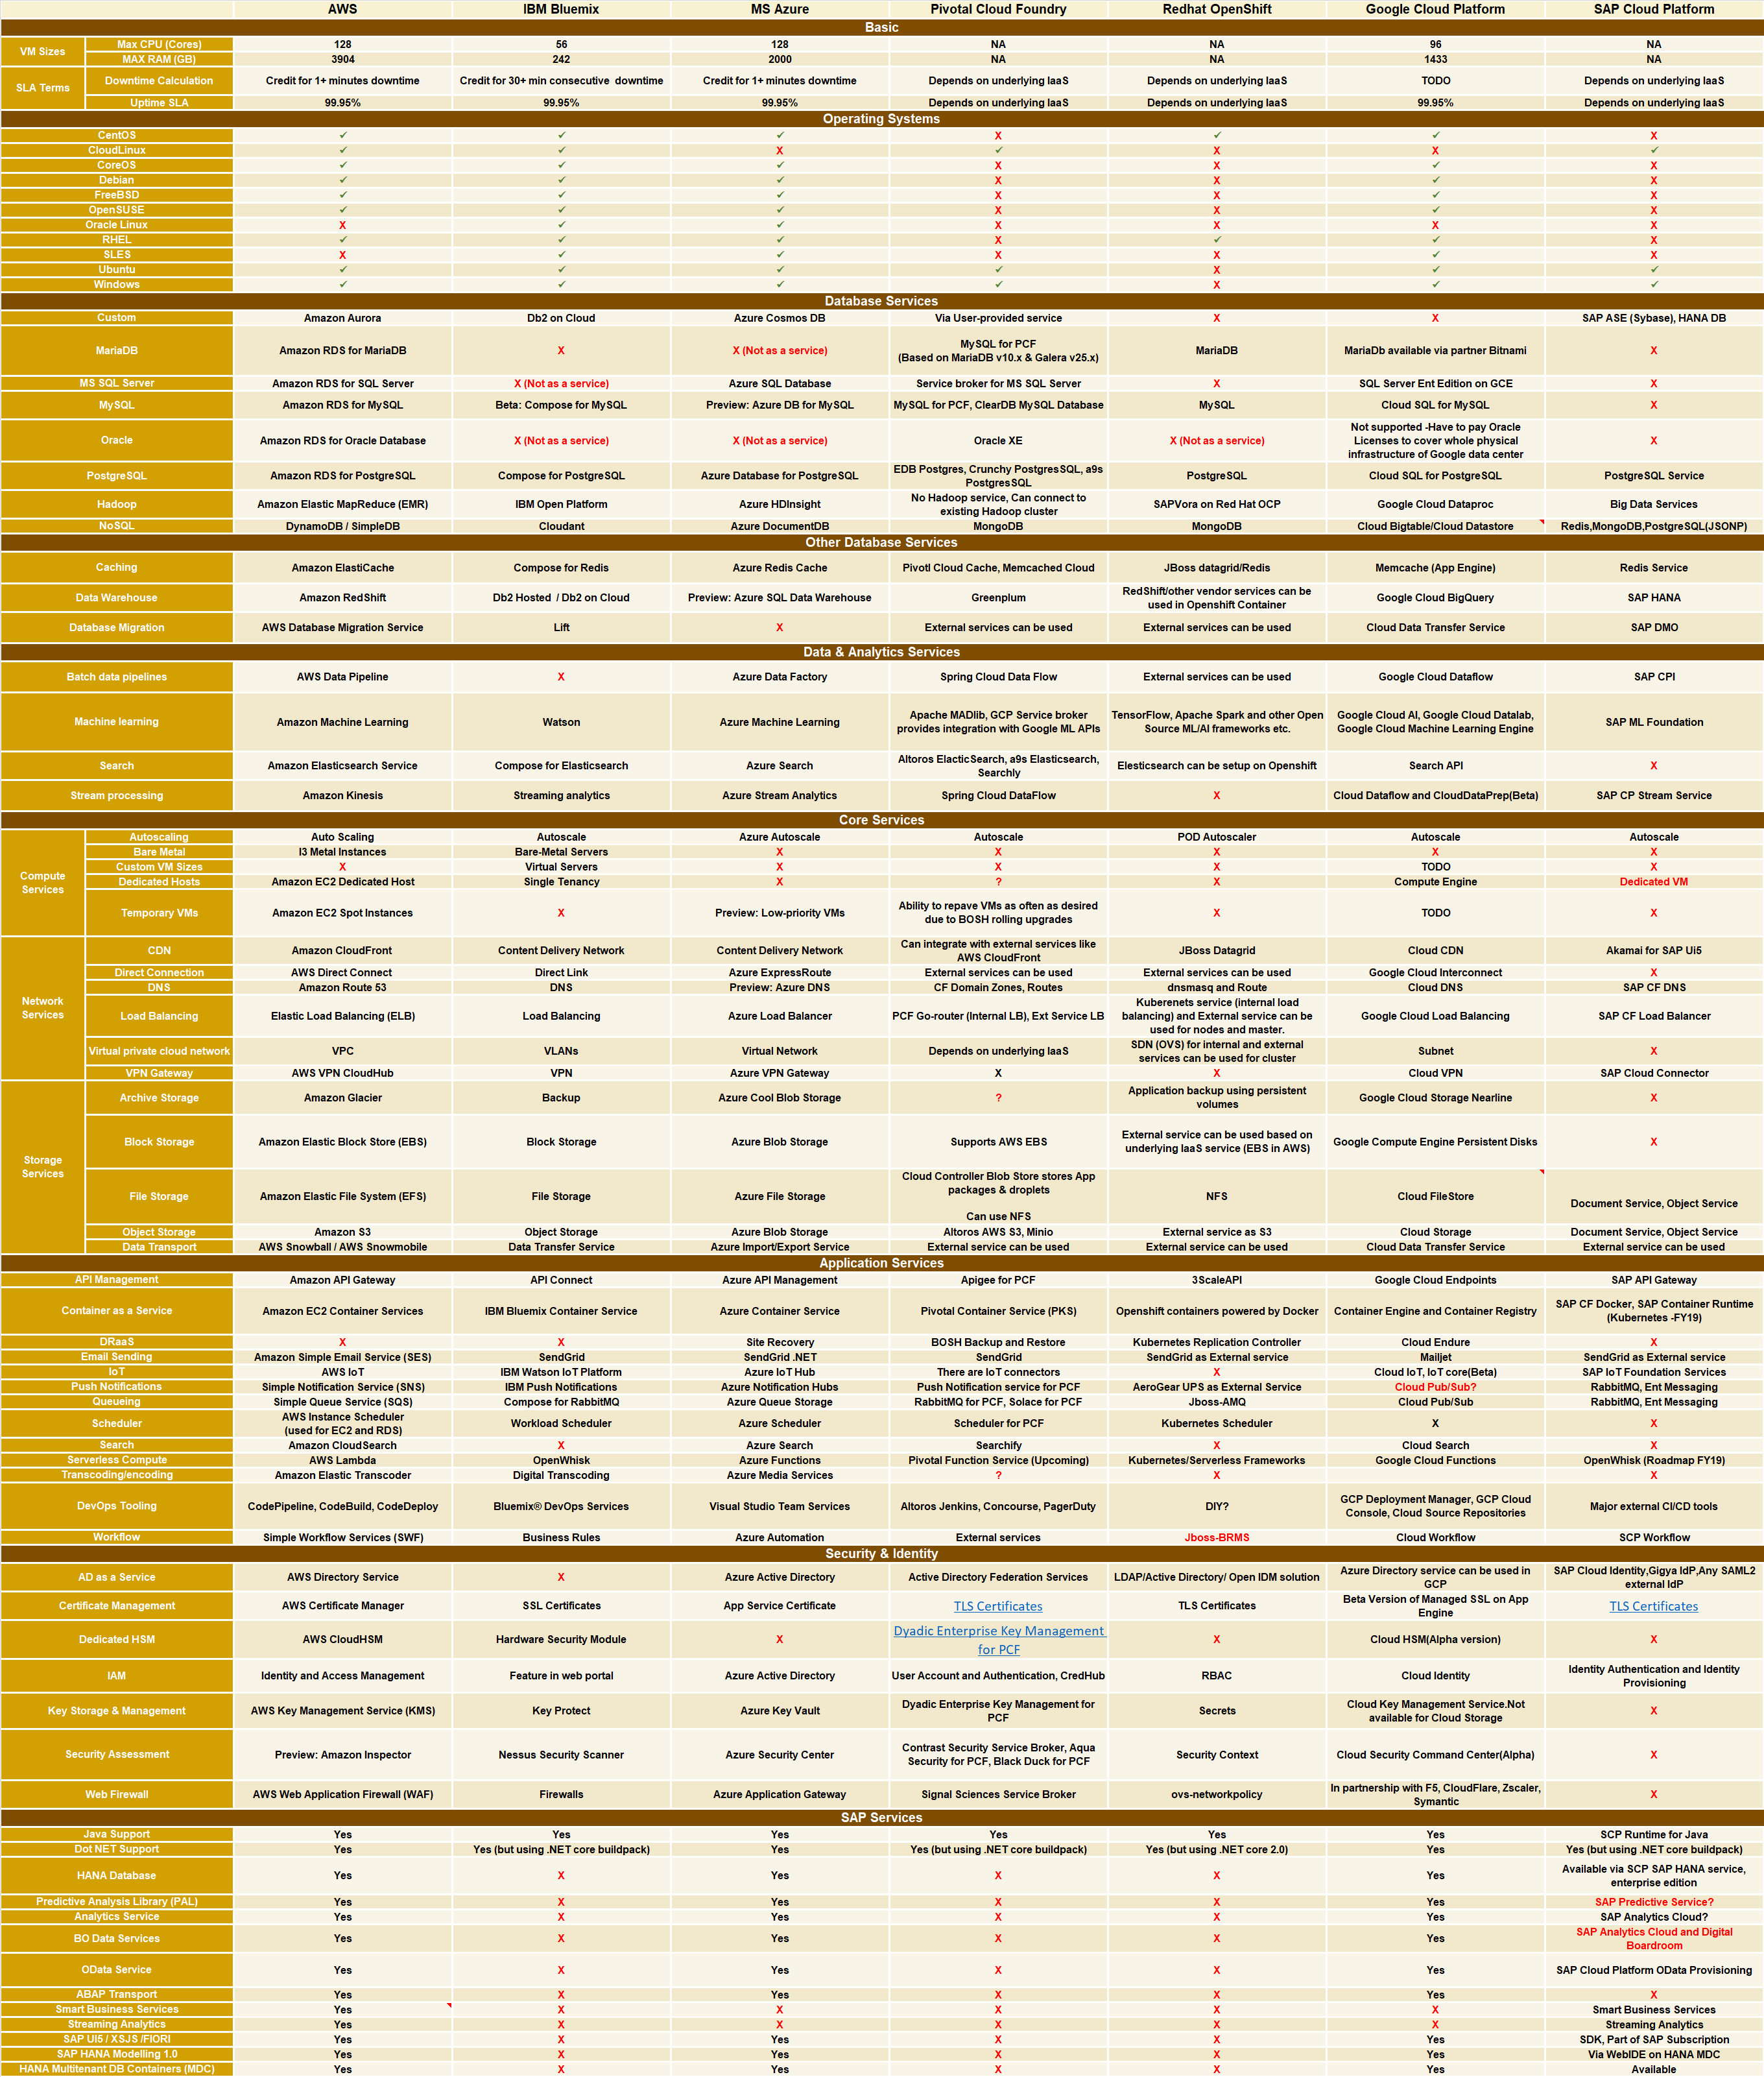 AWS IBM Bluemix MS Azure Pivotal Cloud Foundry Redhat OpenShift Google Cloud Platform SAP Cloud Platform
Basic
VM Sizes Max CPU (Cores) 128 56 128 NA NA 96 NA
MAX RAM (GB) 3904 242 2000 NA NA 1433 NA
SLA Terms Downtime Calculation Credit for 1+ minutes downtime Credit for 30+ min consecutive downtime Credit for 1+ minutes downtime Depends on underlying IaaS Depends on underlying IaaS TODO Depends on underlying IaaS
Uptime SLA 99.95% 99.95% 99.95% Depends on underlying IaaS Depends on underlying IaaS 99.95% Depends on underlying IaaS
Operating Systems
CentOS ✓ ✓ ✓ X ✓ ✓ X
CloudLinux ✓ ✓ X ✓ X X ✓
CoreOS ✓ ✓ ✓ X X ✓ X
Debian ✓ ✓ ✓ X X ✓ X
FreeBSD ✓ ✓ ✓ X X ✓ X
OpenSUSE ✓ ✓ ✓ X X ✓ X
Oracle Linux X ✓ ✓ X X X X
RHEL ✓ ✓ ✓ X ✓ ✓ X
SLES X ✓ ✓ X X ✓ X
Ubuntu ✓ ✓ ✓ ✓ X ✓ ✓
Windows ✓ ✓ ✓ ✓ X ✓ ✓
Database Services
Custom Amazon Aurora Db2 on Cloud Azure Cosmos DB Via User-provided service X X SAP ASE (Sybase), HANA DB
MariaDB Amazon RDS for MariaDB X X (Not as a service) MySQL for PCF
(Based on MariaDB v10.x & Galera v25.x) MariaDB MariaDb available via partner Bitnami X
MS SQL Server Amazon RDS for SQL Server X (Not as a service) Azure SQL Database Service broker for MS SQL Server X SQL Server Ent Edition on GCE X
MySQL Amazon RDS for MySQL Beta: Compose for MySQL Preview: Azure DB for MySQL MySQL for PCF, ClearDB MySQL Database MySQL Cloud SQL for MySQL X
Oracle Amazon RDS for Oracle Database X (Not as a service) X (Not as a service) Oracle XE X (Not as a service) Not supported -Have to pay Oracle
Licenses to cover whole physical
infrastructure of Google data center X
PostgreSQL Amazon RDS for PostgreSQL Compose for PostgreSQL Azure Database for PostgreSQL EDB Postgres, Crunchy PostgresSQL, a9s
PostgresSQL PostgreSQL Cloud SQL for PostgreSQL PostgreSQL Service
Hadoop Amazon Elastic MapReduce (EMR) IBM Open Platform Azure HDInsight No Hadoop service, Can connect to
existing Hadoop cluster SAPVora on Red Hat OCP Google Cloud Dataproc Big Data Services
NoSQL DynamoDB / SimpleDB Cloudant Azure DocumentDB MongoDB MongoDB Cloud Bigtable/Cloud Datastore Redis,MongoDB,PostgreSQL(JSONP)
Other Database Services
Caching Amazon ElastiCache Compose for Redis Azure Redis Cache Pivotl Cloud Cache, Memcached Cloud JBoss datagrid/Redis Memcache (App Engine) Redis Service
Data Warehouse Amazon RedShift Db2 Hosted / Db2 on Cloud Preview: Azure SQL Data Warehouse Greenplum RedShift/other vendor services can be
used in Openshift Container Google Cloud BigQuery SAP HANA
Database Migration AWS Database Migration Service Lift X External services can be used External services can be used Cloud Data Transfer Service SAP DMO
Data & Analytics Services
Batch data pipelines AWS Data Pipeline X Azure Data Factory Spring Cloud Data Flow External services can be used Google Cloud Dataflow SAP CPI
Machine learning Amazon Machine Learning Watson Azure Machine Learning Apache MADlib, GCP Service broker
provides integration with Google ML APIs TensorFlow, Apache Spark and other Open
Source ML/AI frameworks etc. Google Cloud AI, Google Cloud Datalab,
Google Cloud Machine Learning Engine SAP ML Foundation
Search Amazon Elasticsearch Service Compose for Elasticsearch Azure Search Altoros ElacticSearch, a9s Elasticsearch,
Searchly Elesticsearch can be setup on Openshift Search API X
Stream processing Amazon Kinesis Streaming analytics Azure Stream Analytics Spring Cloud DataFlow X Cloud Dataflow and CloudDataPrep(Beta) SAP CP Stream Service
Core Services
Compute
Services
Autoscaling Auto Scaling Autoscale Azure Autoscale Autoscale POD Autoscaler Autoscale Autoscale
Bare Metal I3 Metal Instances Bare-Metal Servers X X X X X
Custom VM Sizes X Virtual Servers X X X TODO X
Dedicated Hosts Amazon EC2 Dedicated Host Single Tenancy X ? X Compute Engine Dedicated VM
Temporary VMs Amazon EC2 Spot Instances X Preview: Low-priority VMs Ability to repave VMs as often as desired
due to BOSH rolling upgrades X TODO X
Network
Services
CDN Amazon CloudFront Content Delivery Network Content Delivery Network Can integrate with external services like
AWS CloudFront JBoss Datagrid Cloud CDN Akamai for SAP Ui5
Direct Connection AWS Direct Connect Direct Link Azure ExpressRoute External services can be used External services can be used Google Cloud Interconnect X
DNS Amazon Route 53 DNS Preview: Azure DNS CF Domain Zones, Routes dnsmasq and Route Cloud DNS SAP CF DNS
Load Balancing Elastic Load Balancing (ELB) Load Balancing Azure Load Balancer PCF Go-router (Internal LB), Ext Service LB Kuberenets service (internal load
balancing) and External service can be
used for nodes and master. Google Cloud Load Balancing SAP CF Load Balancer
Virtual private cloud network VPC VLANs Virtual Network Depends on underlying IaaS SDN (OVS) for internal and external
services can be used for cluster Subnet X
VPN Gateway AWS VPN CloudHub VPN Azure VPN Gateway X X Cloud VPN SAP Cloud Connector
Storage
Services
Archive Storage Amazon Glacier Backup Azure Cool Blob Storage ? Application backup using persistent
volumes Google Cloud Storage Nearline X
Block Storage Amazon Elastic Block Store (EBS) Block Storage Azure Blob Storage Supports AWS EBS External service can be used based on
underlying IaaS service (EBS in AWS) Google Compute Engine Persistent Disks X
File Storage Amazon Elastic File System (EFS) File Storage Azure File Storage Cloud Controller Blob Store stores App
packages & droplets
Can use NFS NFS Cloud FileStore Document Service, Object Service
Object Storage Amazon S3 Object Storage Azure Blob Storage Altoros AWS S3, Minio External service as S3 Cloud Storage Document Service, Object Service
Data Transport AWS Snowball / AWS Snowmobile Data Transfer Service Azure Import/Export Service External service can be used External service can be used Cloud Data Transfer Service External service can be used
Application Services
API Management Amazon API Gateway API Connect Azure API Management Apigee for PCF 3ScaleAPI Google Cloud Endpoints SAP API Gateway
Container as a Service Amazon EC2 Container Services IBM Bluemix Container Service Azure Container Service Pivotal Container Service (PKS) Openshift containers powered by Docker Container Engine and Container Registry SAP CF Docker, SAP Container Runtime
(Kubernetes -FY19)
DRaaS X X Site Recovery BOSH Backup and Restore Kubernetes Replication Controller Cloud Endure X
Email Sending Amazon Simple Email Service (SES) SendGrid SendGrid .NET SendGrid SendGrid as External service Mailjet SendGrid as External service
IoT AWS IoT IBM Watson IoT Platform Azure IoT Hub There are IoT connectors X Cloud IoT, IoT core(Beta) SAP IoT Foundation Services
Push Notifications Simple Notification Service (SNS) IBM Push Notifications Azure Notification Hubs Push Notification service for PCF AeroGear UPS as External Service Cloud Pub/Sub? RabbitMQ, Ent Messaging
Queueing Simple Queue Service (SQS) Compose for RabbitMQ Azure Queue Storage RabbitMQ for PCF, Solace for PCF Jboss-AMQ Cloud Pub/Sub RabbitMQ, Ent Messaging
Scheduler AWS Instance Scheduler
(used for EC2 and RDS) Workload Scheduler Azure Scheduler Scheduler for PCF Kubernetes Scheduler X X
Search Amazon CloudSearch X Azure Search Searchify X Cloud Search X
Serverless Compute AWS Lambda OpenWhisk Azure Functions Pivotal Function Service (Upcoming) Kubernetes/Serverless Frameworks Google Cloud Functions OpenWhisk (Roadmap FY19)
Transcoding/encoding Amazon Elastic Transcoder Digital Transcoding Azure Media Services ? X X
DevOps Tooling CodePipeline, CodeBuild, CodeDeploy Bluemix® DevOps Services Visual Studio Team Services Altoros Jenkins, Concourse, PagerDuty DIY? GCP Deployment Manager, GCP Cloud
Console, Cloud Source Repositories Major external CI/CD tools
Workflow Simple Workflow Services (SWF) Business Rules Azure Automation External services Jboss-BRMS Cloud Workflow SCP Workflow
Security & Identity
AD as a Service AWS Directory Service X Azure Active Directory Active Directory Federation Services LDAP/Active Directory/ Open IDM solution Azure Directory service can be used in
GCP SAP Cloud Identity,Gigya IdP,Any SAML2
external IdP
Certificate Management AWS Certificate Manager SSL Certificates App Service Certificate TLS Certificates TLS Certificates Beta Version of Managed SSL on App
Engine TLS Certificates
Dedicated HSM AWS CloudHSM Hardware Security Module X Dyadic Enterprise Key Management
for PCF X Cloud HSM(Alpha version) X
IAM Identity and Access Management Feature in web portal Azure Active Directory User Account and Authentication, CredHub RBAC Cloud Identity Identity Authentication and Identity
Provisioning
Key Storage & Management AWS Key Management Service (KMS) Key Protect Azure Key Vault Dyadic Enterprise Key Management for
PCF Secrets Cloud Key Management Service.Not
available for Cloud Storage X
Security Assessment Preview: Amazon Inspector Nessus Security Scanner Azure Security Center Contrast Security Service Broker, Aqua
Security for PCF, Black Duck for PCF Security Context Cloud Security Command Center(Alpha) X
Web Firewall AWS Web Application Firewall (WAF) Firewalls Azure Application Gateway Signal Sciences Service Broker ovs-networkpolicy In partnership with F5, CloudFlare, Zscaler,
Symantic X
SAP Services
Java Support Yes Yes Yes Yes Yes Yes SCP Runtime for Java
Dot NET Support Yes Yes (but using .NET core buildpack) Yes Yes (but using .NET core buildpack) Yes (but using .NET core 2.0) Yes Yes (but using .NET core buildpack)
HANA Database Yes X Yes X X Yes Available via SCP SAP HANA service,
enterprise edition
Predictive Analysis Library (PAL) Yes X Yes X X Yes SAP Predictive Service?
Analytics Service Yes X Yes X X Yes SAP Analytics Cloud?
BO Data Services Yes X Yes X X Yes SAP Analytics Cloud and Digital
Boardroom
OData Service Yes X Yes X X Yes SAP Cloud Platform OData Provisioning
ABAP Transport Yes X Yes X X Yes X
Smart Business Services Yes X X X X X Smart Business Services
Streaming Analytics Yes X X X X X Streaming Analytics
SAP UI5 / XSJS /FIORI Yes X Yes X X Yes SDK, Part of SAP Subscription
SAP HANA Modelling 1.0 Yes X Yes X X Yes Via WebIDE on HANA MDC
HANA Multitenant DB Containers (MDC) Yes X Yes X X Yes Available